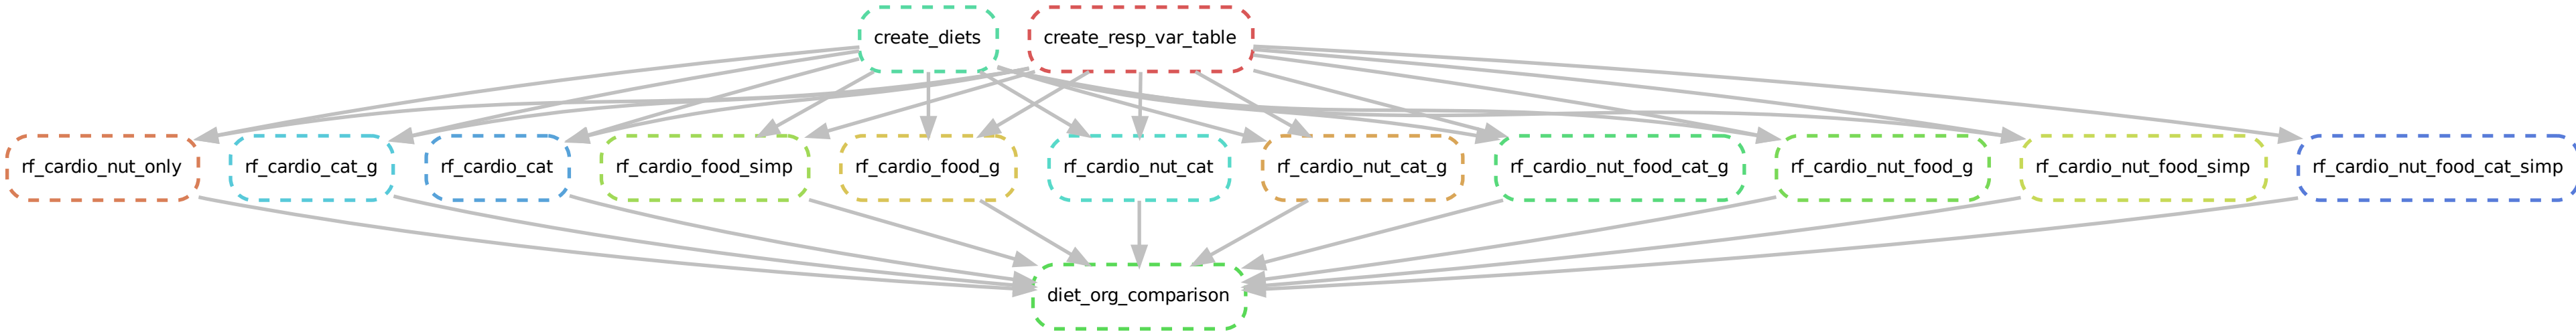 create_diets
create_resp_var_table
rf_cardio_nut_only
rf_cardio_cat_g
rf_cardio_cat
rf_cardio_food_simp
rf_cardio_food_g
rf_cardio_nut_cat
rf_cardio_nut_cat_g
rf_cardio_nut_food_cat_g
rf_cardio_nut_food_g
rf_cardio_nut_food_simp
rf_cardio_nut_food_cat_simp
diet_org_comparison